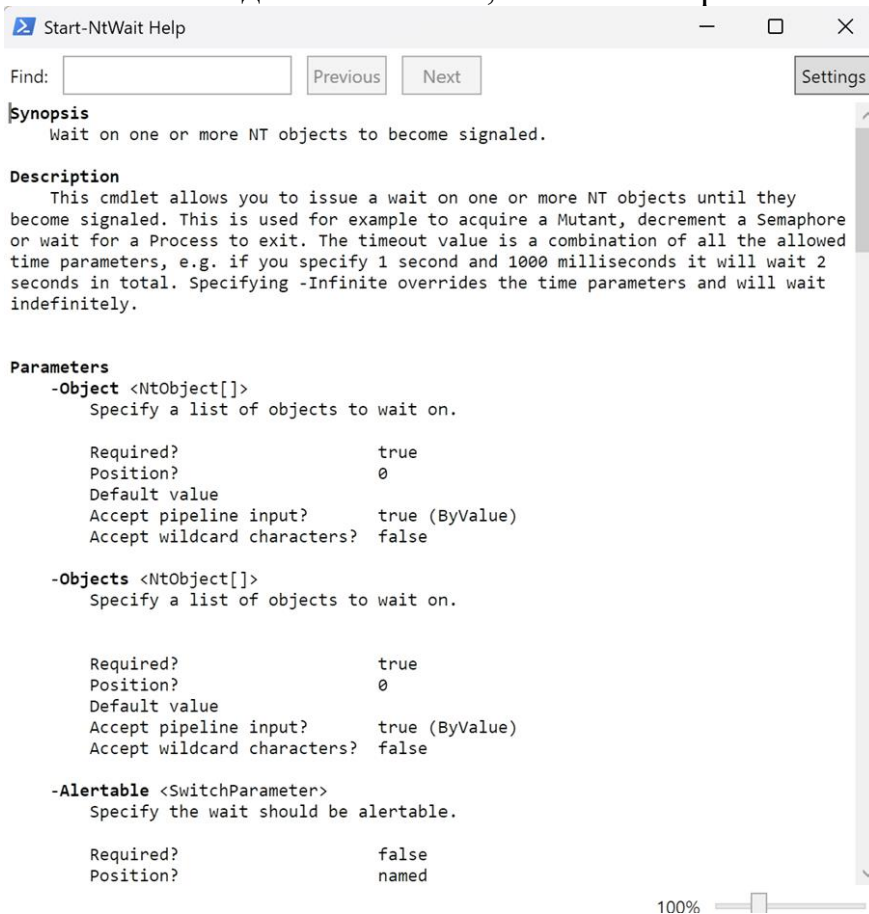 Start-NtWait Help
Find:
Previous
Next
Settings
Synopsis
Wait on one or more NT objects to become signaled.
Description
This cmdlet allows you to issue a wait on one or more NT objects until they
become signaled. This is used for example to acquire a Mutant, decrement a Semaphore
or wait for a Process to exit. The timeout value is a combination of all the allowed
time parameters, e.g. if you specify 1 second and 1000 milliseconds it will wait 2
seconds in total. Specifying -Infinite overrides the time parameters and will wait
indefinitely.
Parameters
-Object <NtObject[]>
Specify a list of objects to wait on.
Required? true
Position? 0
Default value
Accept pipeline input? true (ByValue)
Accept wildcard characters? false
-Objects <NtObject[]>
Specify a list of objects to wait on.
Required? true
Position? 0
Default value
Accept pipeline input? true (ByValue)
Accept wildcard characters? false
-Alertable <SwitchParameter>
Specify the wait should be alertable.
Required? false
Position? named
100%